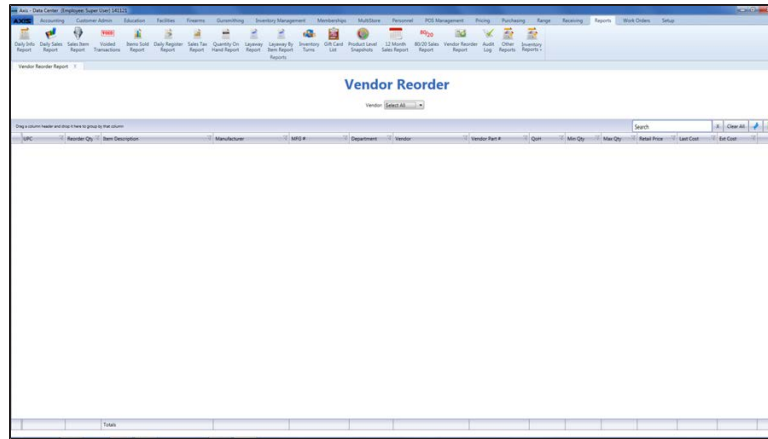 Axis - Data Center (Employee: Super User) 141121
AXIS Accounting Customer Admin Education Facilities Firearms Gunsmithing Inventory Management Memberships MultiStore Personnel POS Management Pricing Purchasing Range Receiving Reports Work Orders Setup
Daily Info Report
Daily Sales Report
Sales Item Report
VOID
Voided Transactions
Items Sold Report
Daily Register Report
Sales Tax Report
Quantity On Hand Report
Layaway Report
Layaway By Item Report
Inventory Turns
Gift Card List
Product Level Snapshots
12 Month Sales Report
80/20
80/20 Sales Report
Vendor Reorder Report
Audit Log
Other Reports
Inventory Reports
Reports
Vendor Reorder Report X
Vendor Reorder
Vendor Select All
Drag a column header and drop it here to group by that column
Search X Clear All
UPC Reorder Qty Item Description Manufacturer MFG # Department Vendor Vendor Part # QoH Min Qty Max Qty Retail Price Last Cost Ext Cost
Totals